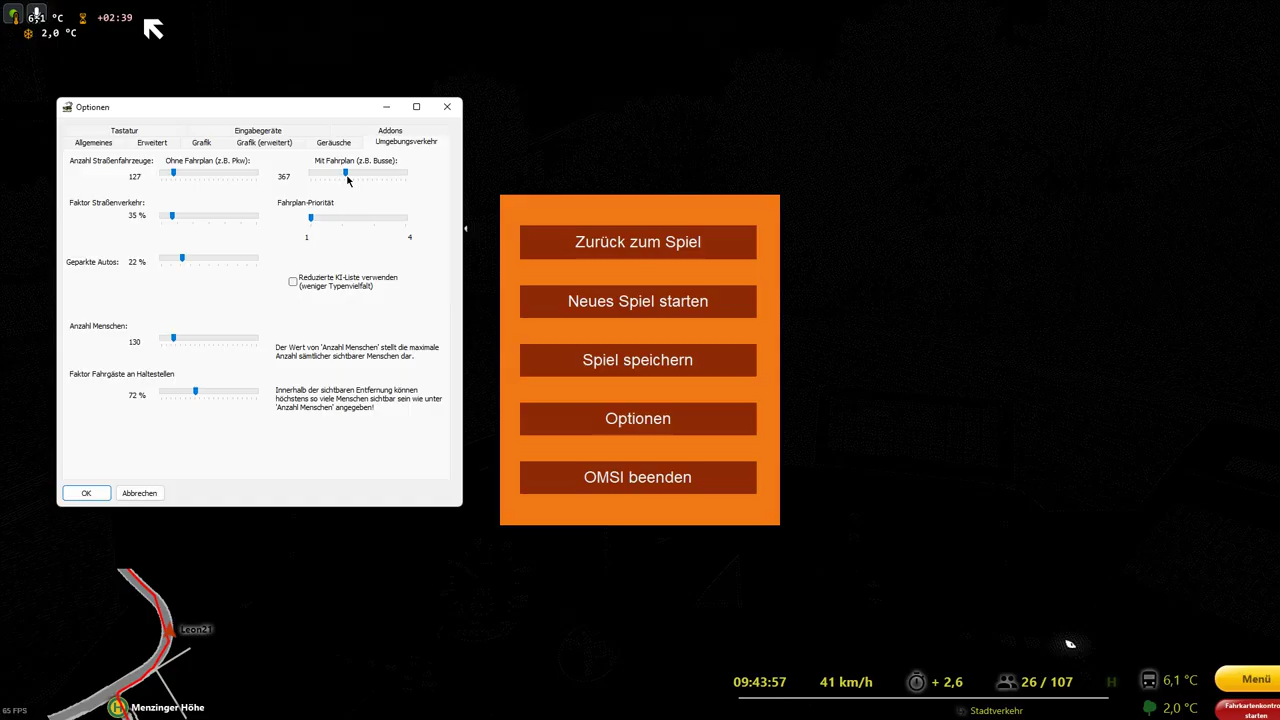 6,1 °C
+02:39
2,0 °C
Optionen
Tastatur
Eingabegeräte
Addons
Allgemeines
Erweitert
Grafik
Grafik (erweitert)
Geräusche
Umgebungsverkehr
Anzahl Straßenfahrzeuge:
Ohne Fahrplan (z.B. Pkw):
127
Mit Fahrplan (z.B. Busse):
367
Faktor Straßenverkehr:
35 %
Fahrplan-Priorität
1
4
Geparkte Autos:
22 %
Reduzierte KI-Liste verwenden
(weniger Typenvielfalt)
Anzahl Menschen:
130
Der Wert von 'Anzahl Menschen' stellt die maximale
Anzahl sämtlicher sichtbarer Menschen dar.
Faktor Fahrgäste an Haltestellen
72 %
Innerhalb der sichtbaren Entfernung können
höchstens so viele Menschen sichtbar sein wie unter
'Anzahl Menschen' angegeben!
OK
Abbrechen
Zurück zum Spiel
Neues Spiel starten
Spiel speichern
Optionen
OMSI beenden
Leon21
H
Menzinger Höhe
65 FPS
09:43:57
41 km/h
+ 2,6
26 / 107
H
Stadtverkehr
6,1 °C
2,0 °C
Menü
Fahrkartenkontro
starten